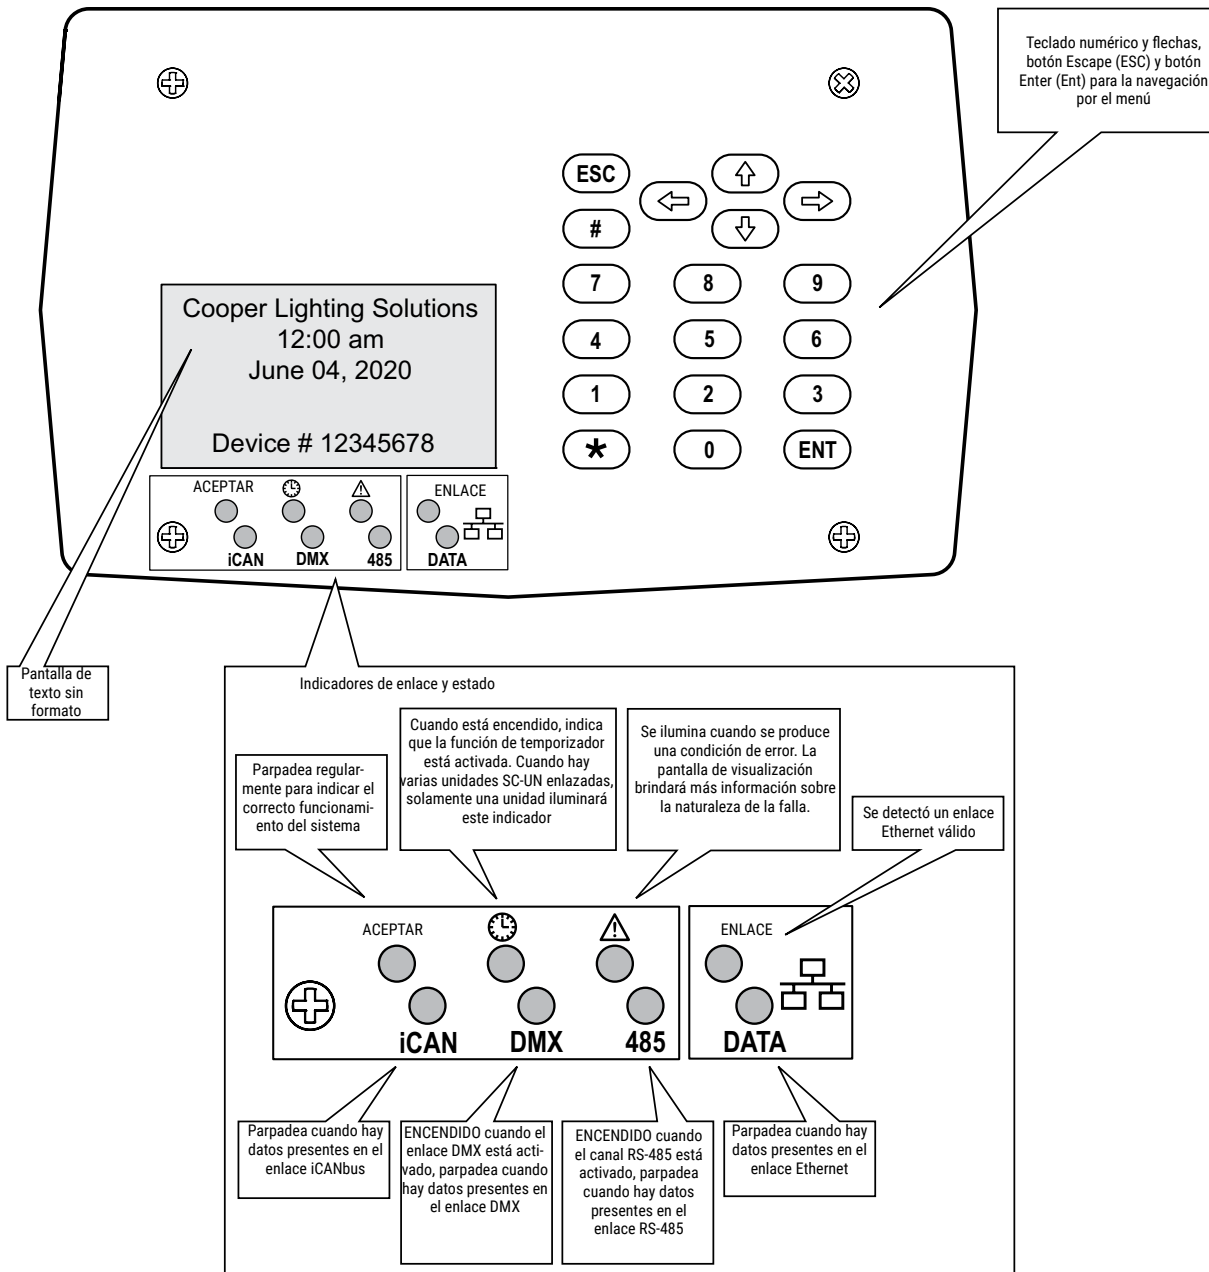 Teclado numérico y flechas,
botón Escape (ESC) y botón
Enter (Ent) para la navegación
por el menú
ESC
#
7 8 9
4 5 6
1 2 3
* 0 ENT
Cooper Lighting Solutions
12:00 am
June 04, 2020
Device # 12345678
ACEPTAR
iCAN DMX 485
ENLACE
DATA
Pantalla de
texto sin
formato
Indicadores de enlace y estado
Parpadea regular-
mente para indicar el
correcto funcionami-
ento del sistema
Cuando está encendido, indica
que la función de temporizador
está activada. Cuando hay
varias unidades SC-UN enlazadas,
solamente una unidad iluminará
este indicador
Se ilumina cuando se produce
una condición de error. La
pantalla de visualización
brindará más información sobre
la naturaleza de la falla.
Se detectó un enlace
Ethernet válido
ACEPTAR
iCAN DMX 485
ENLACE
DATA
Parpadea cuando hay
datos presentes en el
enlace iCANbus
ENCENDIDO cuando el
enlace DMX está acti-
vado, parpadea cuando
hay datos presentes en
el enlace DMX
ENCENDIDO cuando
el canal RS-485 está
activado, parpadea
cuando hay datos
presentes en el
enlace RS-485
Parpadea cuando hay
datos presentes en el
enlace Ethernet